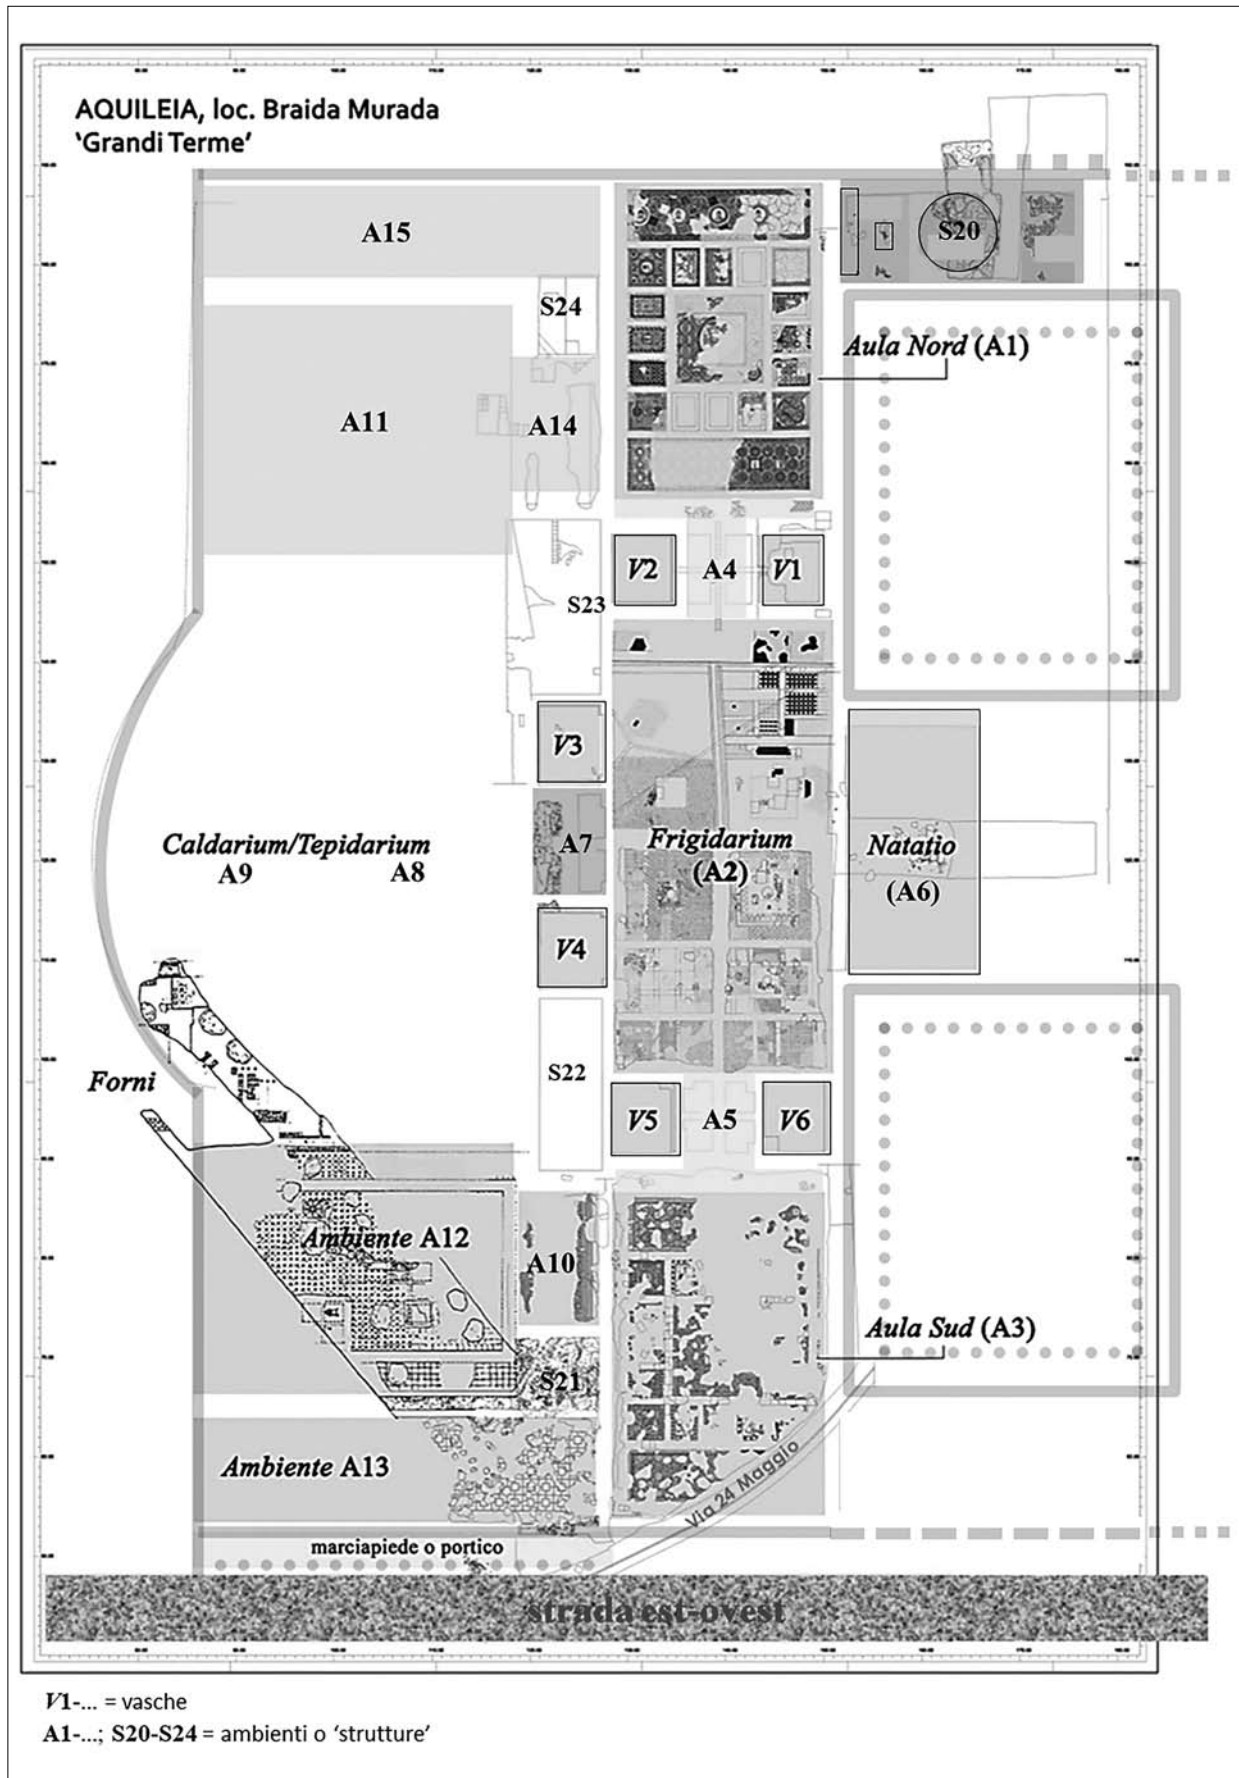 AQUILEIA, loc. Braida Murada
‘Grandi Terme’
A15
S20
S24
Aula Nord (A1)
A11
A14
V2
A4
V1
S23
V3
Caldarium/Tepidarium
A9
A8
A7
Frigidarium
(A2)
Natatio
(A6)
V4
S22
Forni
V5
A5
V6
Ambiente A12
A10
Aula Sud (A3)
S21
Ambiente A13
Via 24 Maggio
marciapiede o portico
strada est-ovest
V1-... = vasche
A1-...; S20-S24 = ambienti o ‘strutture’